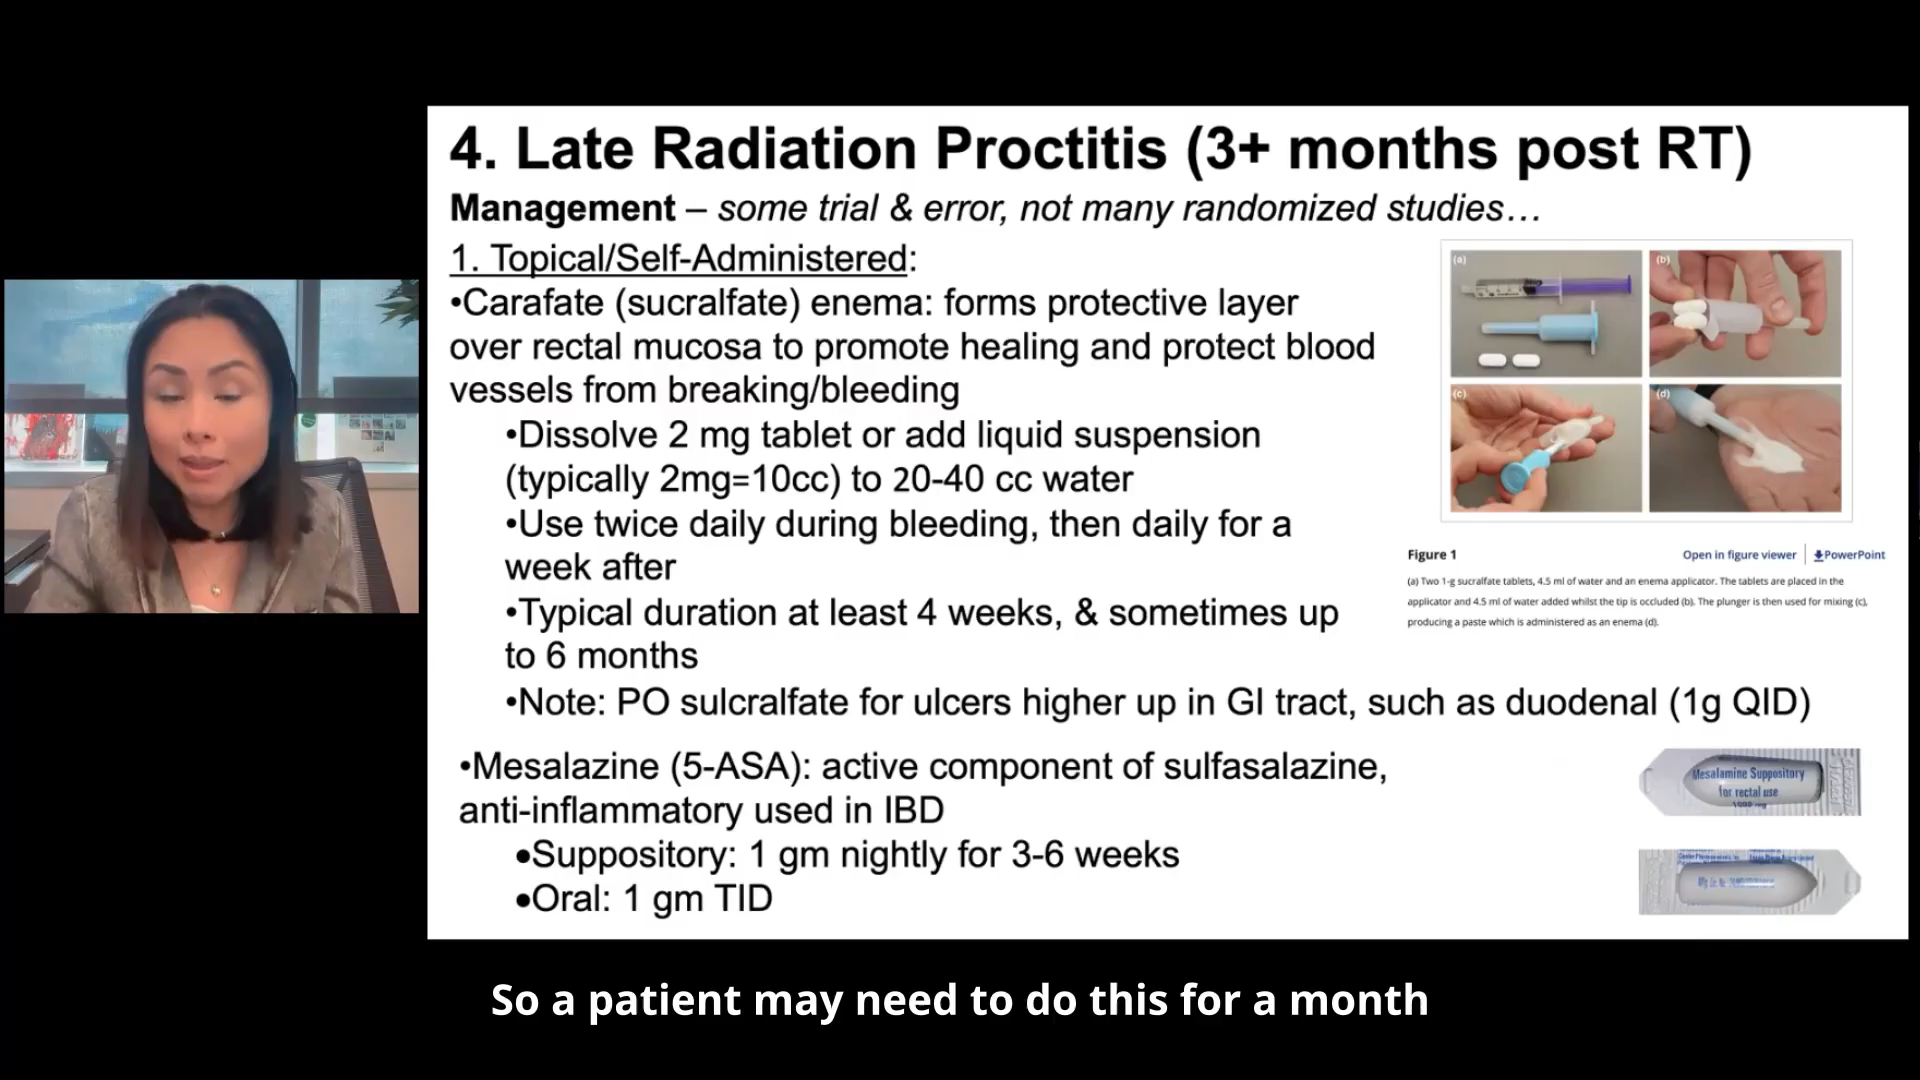 4. Late Radiation Proctitis (3+ months post RT)
Management – some trial & error, not many randomized studies…
1. Topical/Self-Administered:
•Carafate (sucralfate) enema: forms protective layer
over rectal mucosa to promote healing and protect blood
vessels from breaking/bleeding
•Dissolve 2 mg tablet or add liquid suspension
(typically 2mg=10cc) to 20-40 cc water
•Use twice daily during bleeding, then daily for a
week after
•Typical duration at least 4 weeks, & sometimes up
to 6 months
•Note: PO sulcralfate for ulcers higher up in GI tract, such as duodenal (1g QID)
•Mesalazine (5-ASA): active component of sulfasalazine,
anti-inflammatory used in IBD
•Suppository: 1 gm nightly for 3-6 weeks
•Oral: 1 gm TID
(a)
(b)
(c)
(d)
Figure 1
Open in figure viewer
PowerPoint
(a) Two 1-g sucralfate tablets, 4.5 ml of water and an enema applicator. The tablets are placed in the
applicator and 4.5 ml of water added whilst the tip is occluded (b). The plunger is then used for mixing (c),
producing a paste which is administered as an enema (d).
Mesalamine Suppository
for rectal use
So a patient may need to do this for a month